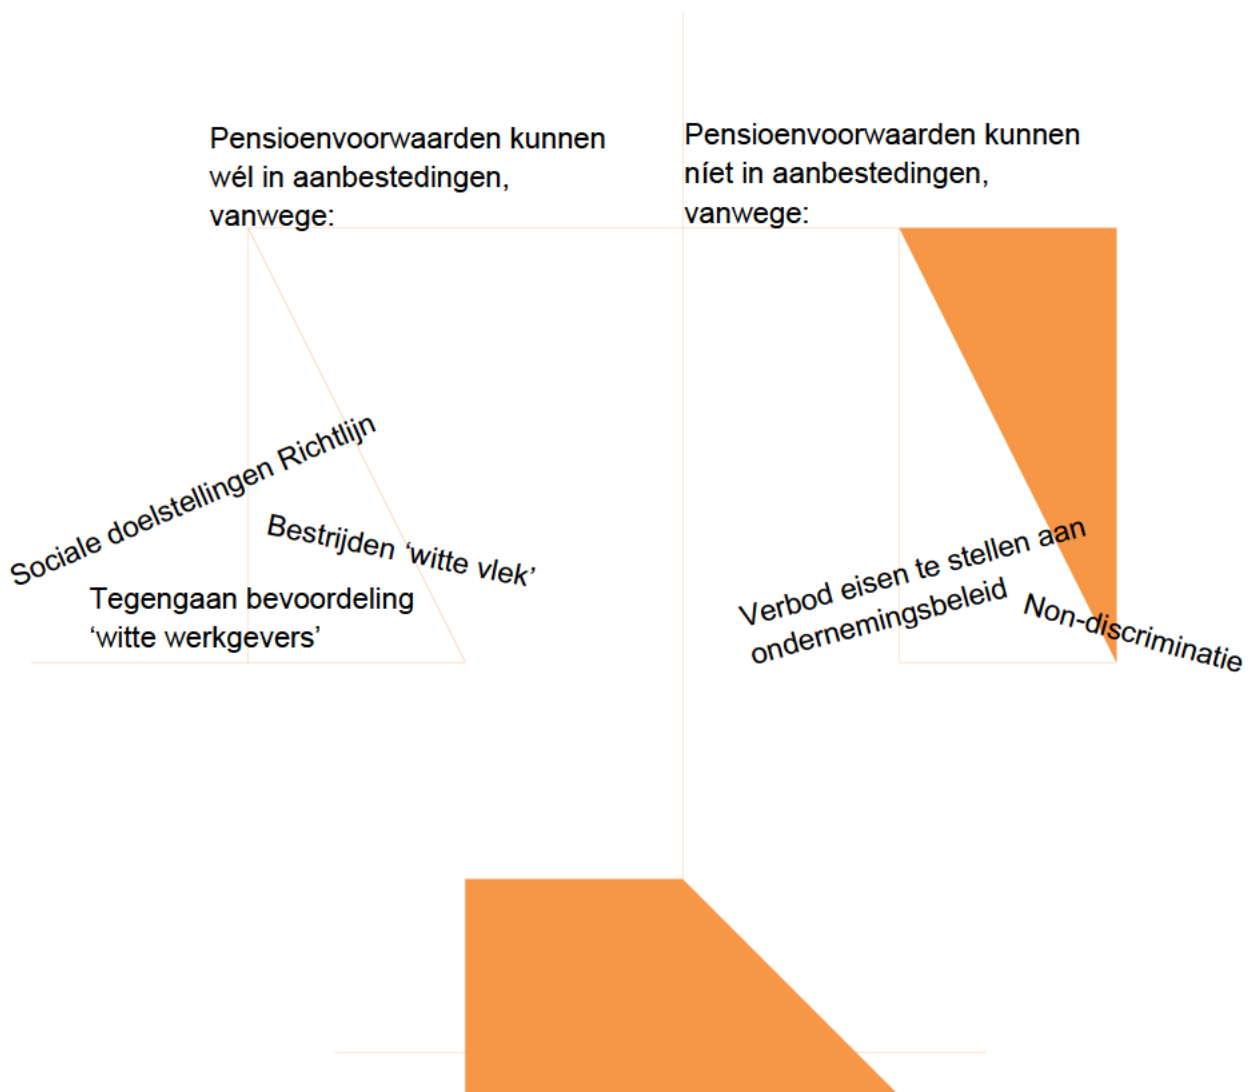 Pensioenvoorwaarden kunnen
wél in aanbestedingen,
vanwege:
Pensioenvoorwaarden kunnen
níet in aanbestedingen,
vanwege:
Sociale doelstellingen Richtlijn
Bestrijden ‘witte vlek’
Tegengaan bevoordeling
‘witte werkgevers’
Verbod eisen te stellen aan
ondernemingsbeleid
Non-discriminatie